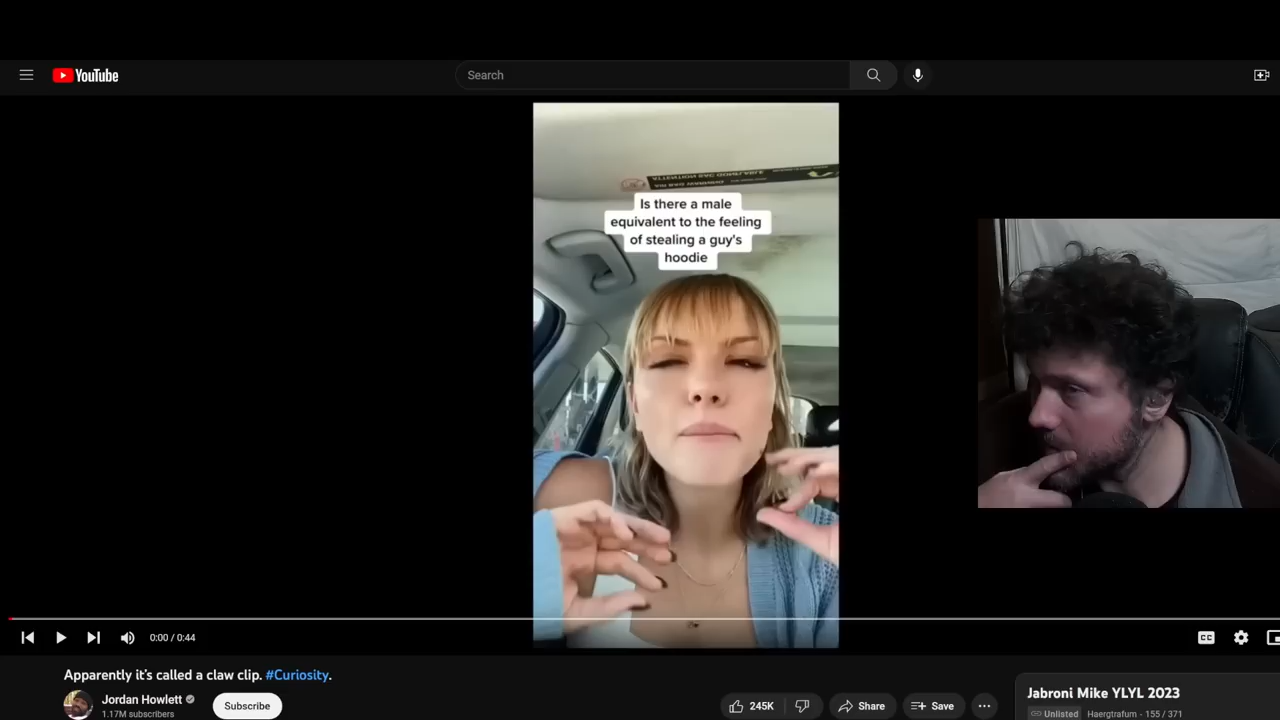 YouTube
Search
Is there a male
equivalent to the feeling
of stealing a guy's
hoodie
0:00 / 0:44
CC
Apparently it's called a claw clip. #Curiosity.
Jordan Howlett
1.17M subscribers
Subscribe
245K
Share
Save
Jabroni Mike YLYL 2023
Unlisted
Haergtrafum - 155 / 371